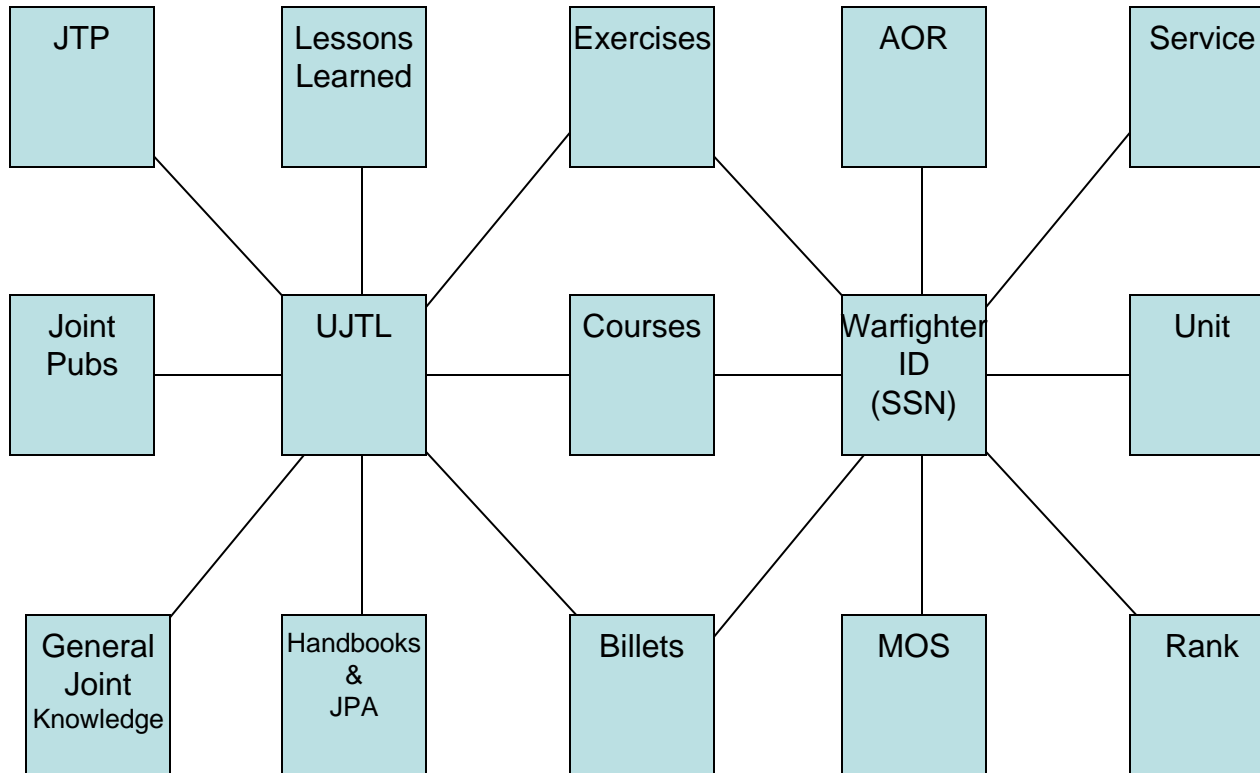 JTP
Lessons
Learned
Exercises
AOR
Service
Joint
Pubs
UJTL
Courses
Warfighter
ID
(SSN)
Unit
General
Joint
Knowledge
Handbooks
&
JPA
Billets
MOS
Rank